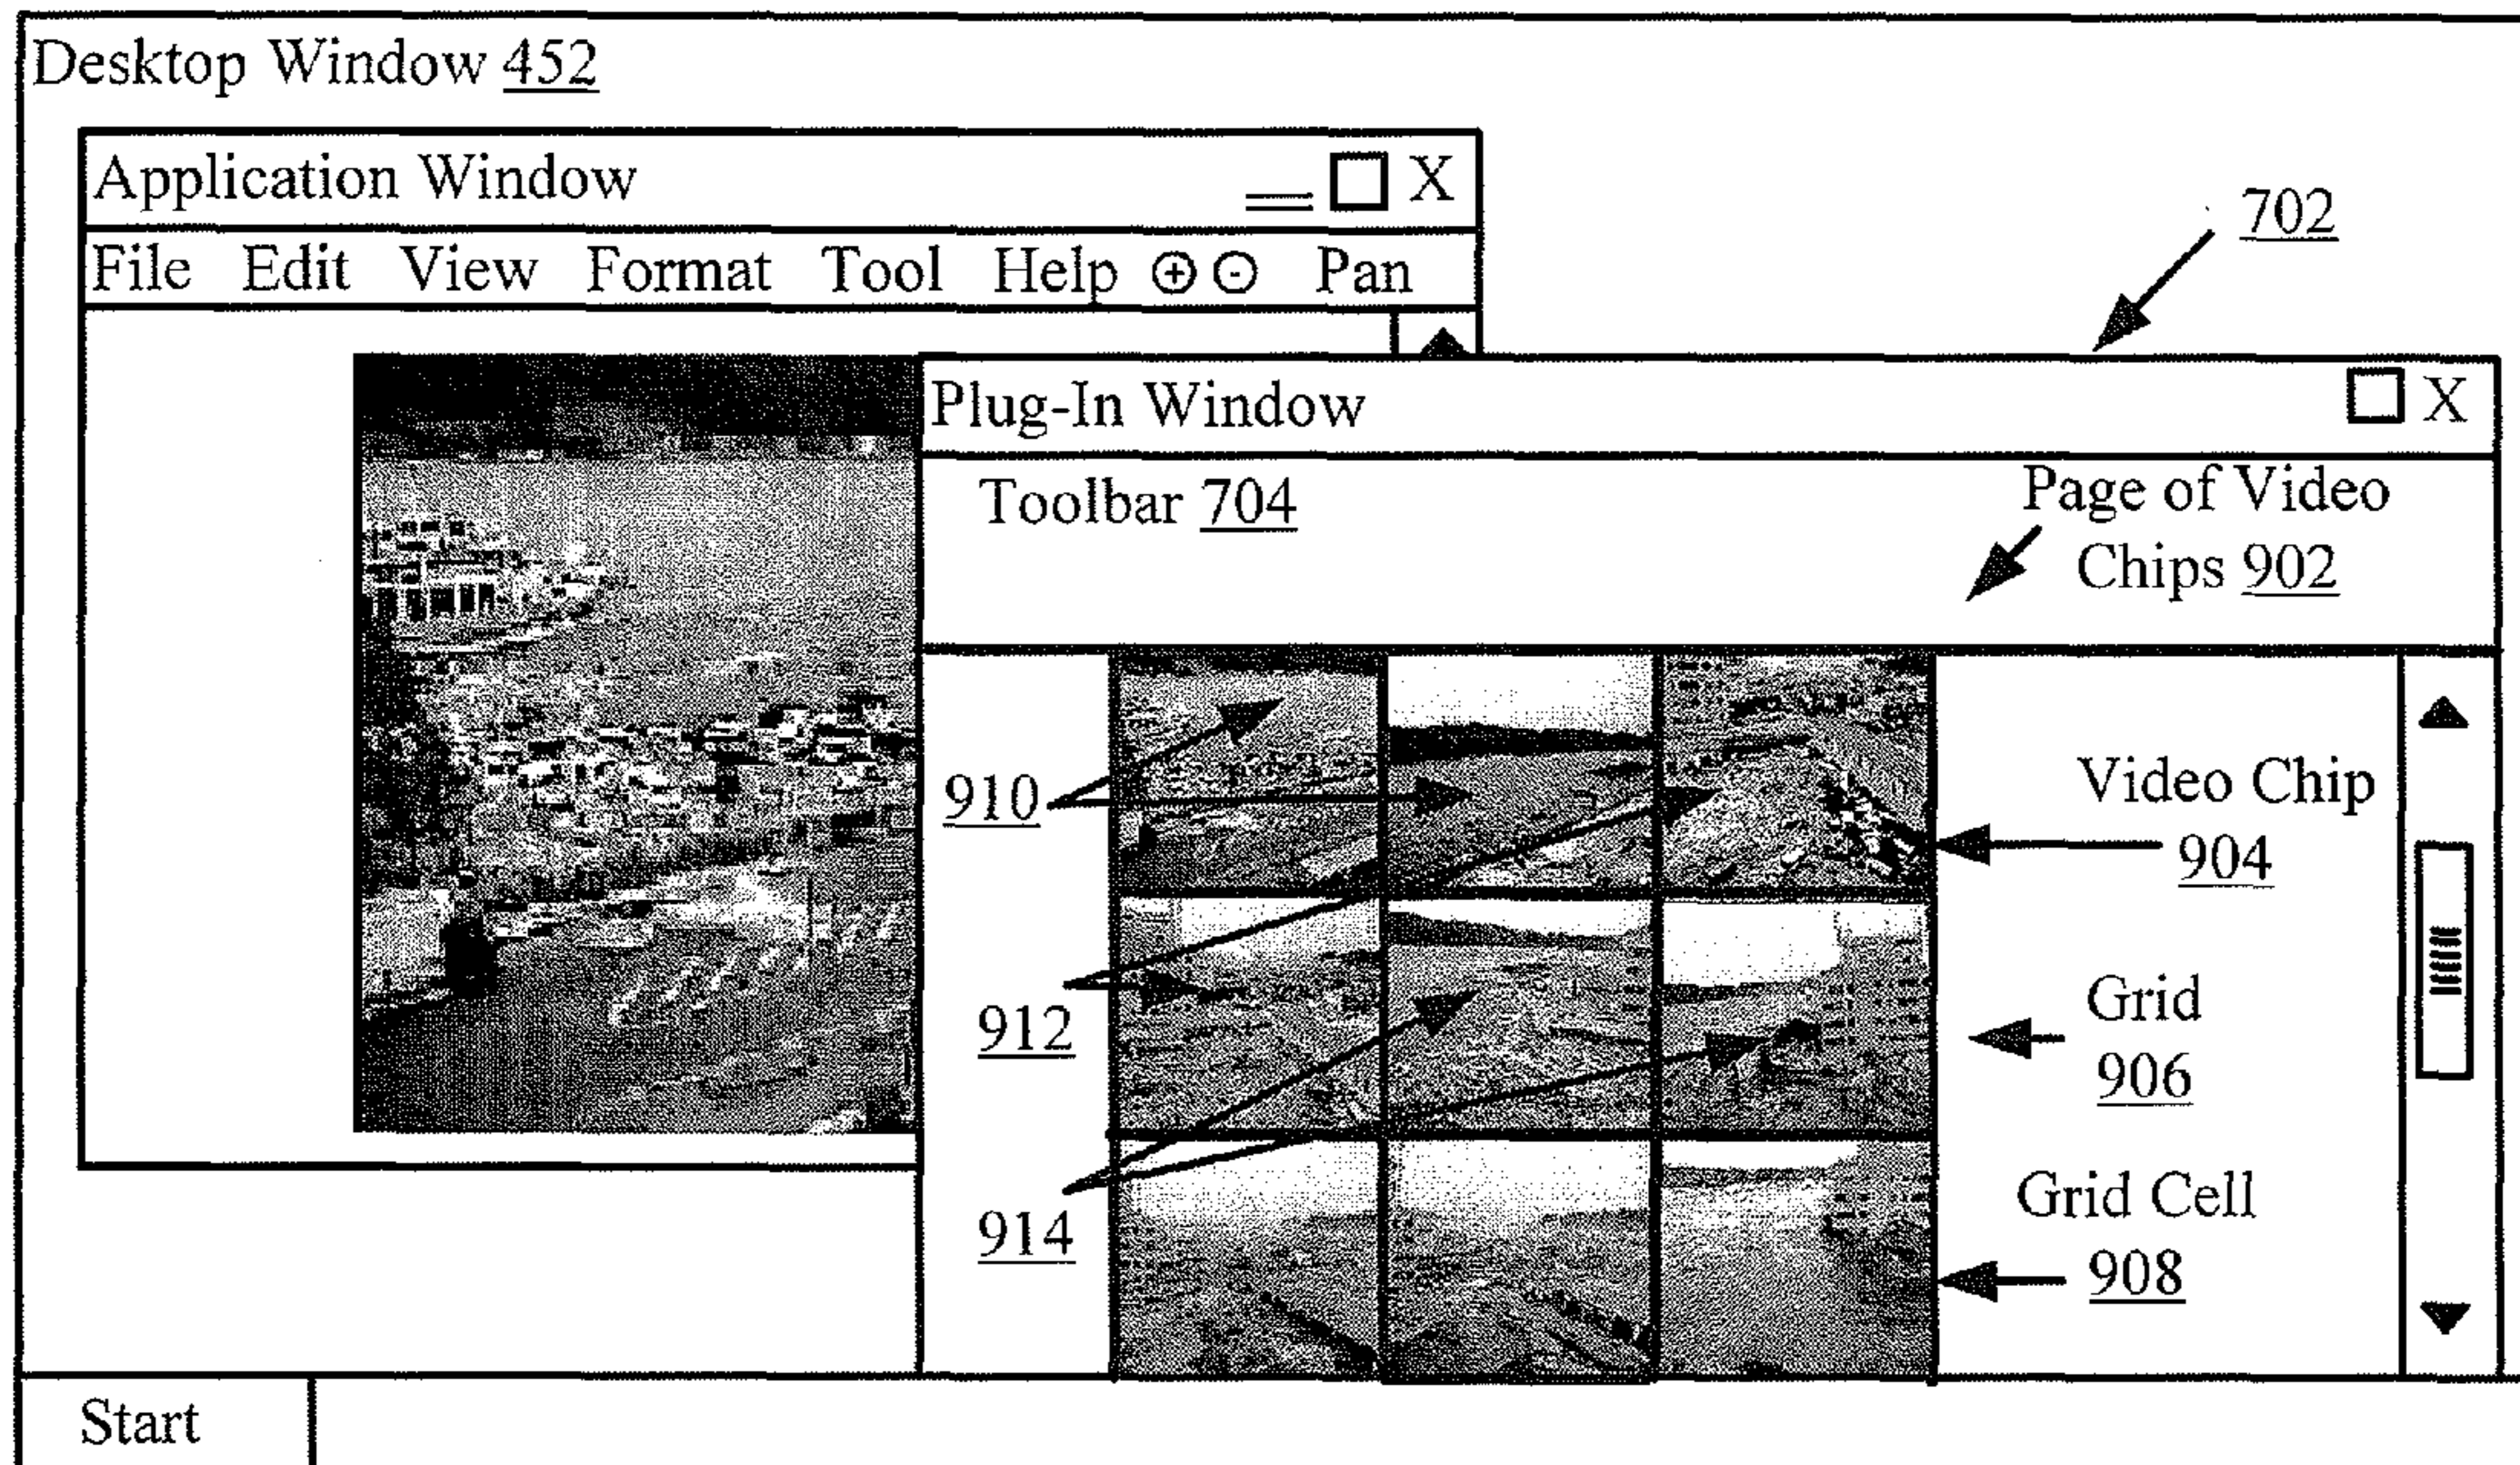 Desktop Window 452
Application Window X
File Edit View Format Tool Help + - Pan
702
Plug-In Window X
Toolbar 704
Page of Video
Chips 902
910
Video Chip
904
912
Grid
906
914
Grid Cell
908
Start